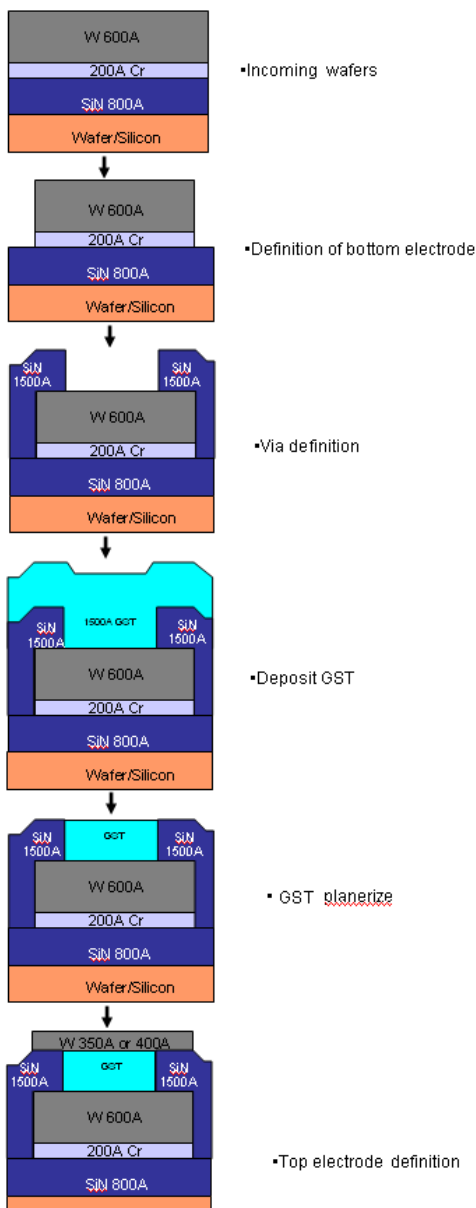 W 600A
200A Cr
SiN 800A
Wafer/Silicon
▪Incoming wafers
W 600A
200A Cr
SiN 800A
Wafer/Silicon
▪Definition of bottom electrode
SiN
1500A
SiN
1500A
W 600A
200A Cr
SiN 800A
Wafer/Silicon
▪Via definition
1500A GST
SiN
1500A
SiN
1500A
W 600A
200A Cr
SiN 800A
Wafer/Silicon
▪Deposit GST
SiN
1500A
GST
SiN
1500A
W 600A
200A Cr
SiN 800A
Wafer/Silicon
▪ GST planerize
W 350A or 400A
SiN
1500A
GST
SiN
1500A
W 600A
200A Cr
SiN 800A
▪Top electrode definition